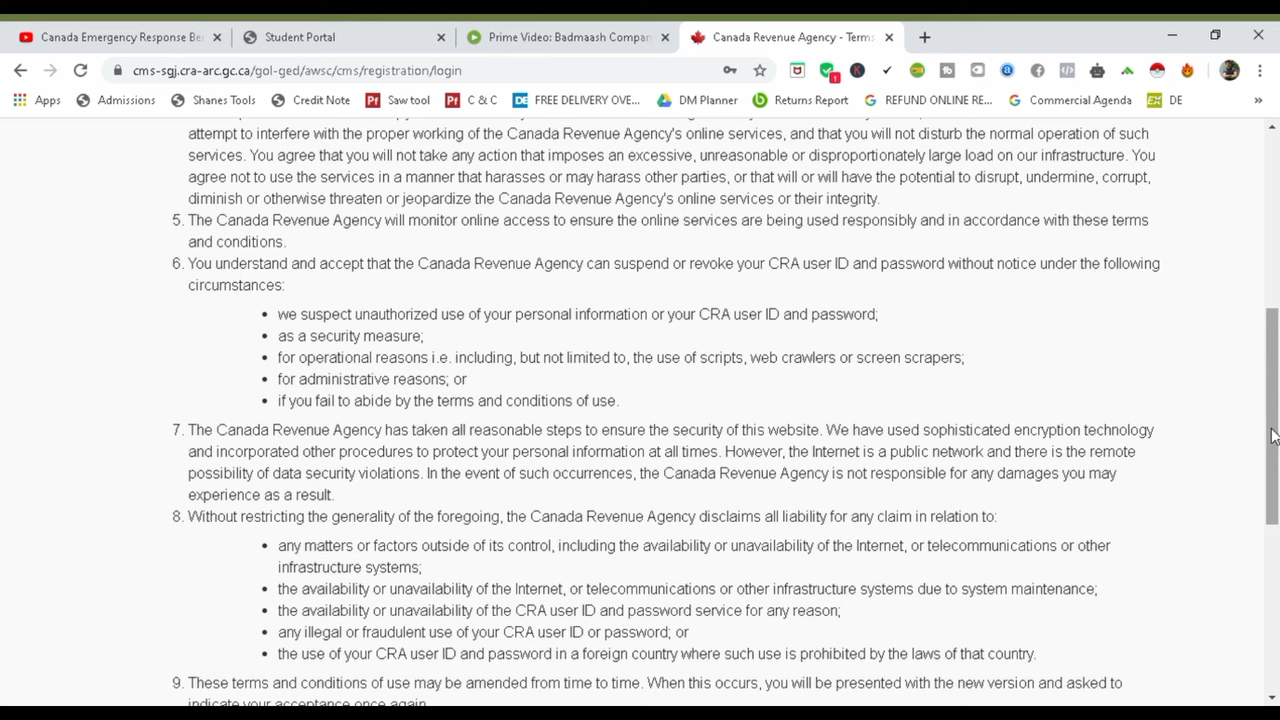 Canada Emergency Response Be
Student Portal
Prime Video: Badmaash Compan
Canada Revenue Agency - Terms
cms-sgj.cra-arc.gc.ca/gol-ged/awsc/cms/registration/login
Apps
Admissions
Shanes Tools
Credit Note
Saw tool
C & C
FREE DELIVERY OVE...
DM Planner
Returns Report
REFUND ONLINE RE...
Commercial Agenda
DE
attempt to interfere with the proper working of the Canada Revenue Agency's online services, and that you will not disturb the normal operation of such
services. You agree that you will not take any action that imposes an excessive, unreasonable or disproportionately large load on our infrastructure. You
agree not to use the services in a manner that harasses or may harass other parties, or that will or will have the potential to disrupt, undermine, corrupt,
diminish or otherwise threaten or jeopardize the Canada Revenue Agency's online services or their integrity.
5. The Canada Revenue Agency will monitor online access to ensure the online services are being used responsibly and in accordance with these terms
and conditions.
6. You understand and accept that the Canada Revenue Agency can suspend or revoke your CRA user ID and password without notice under the following
circumstances:
• we suspect unauthorized use of your personal information or your CRA user ID and password;
• as a security measure;
• for operational reasons i.e. including, but not limited to, the use of scripts, web crawlers or screen scrapers;
• for administrative reasons; or
• if you fail to abide by the terms and conditions of use.
7. The Canada Revenue Agency has taken all reasonable steps to ensure the security of this website. We have used sophisticated encryption technology
and incorporated other procedures to protect your personal information at all times. However, the Internet is a public network and there is the remote
possibility of data security violations. In the event of such occurrences, the Canada Revenue Agency is not responsible for any damages you may
experience as a result.
8. Without restricting the generality of the foregoing, the Canada Revenue Agency disclaims all liability for any claim in relation to:
• any matters or factors outside of its control, including the availability or unavailability of the Internet, or telecommunications or other
infrastructure systems;
• the availability or unavailability of the Internet, or telecommunications or other infrastructure systems due to system maintenance;
• the availability or unavailability of the CRA user ID and password service for any reason;
• any illegal or fraudulent use of your CRA user ID or password; or
• the use of your CRA user ID and password in a foreign country where such use is prohibited by the laws of that country.
9. These terms and conditions of use may be amended from time to time. When this occurs, you will be presented with the new version and asked to
indicate your acceptance once again.